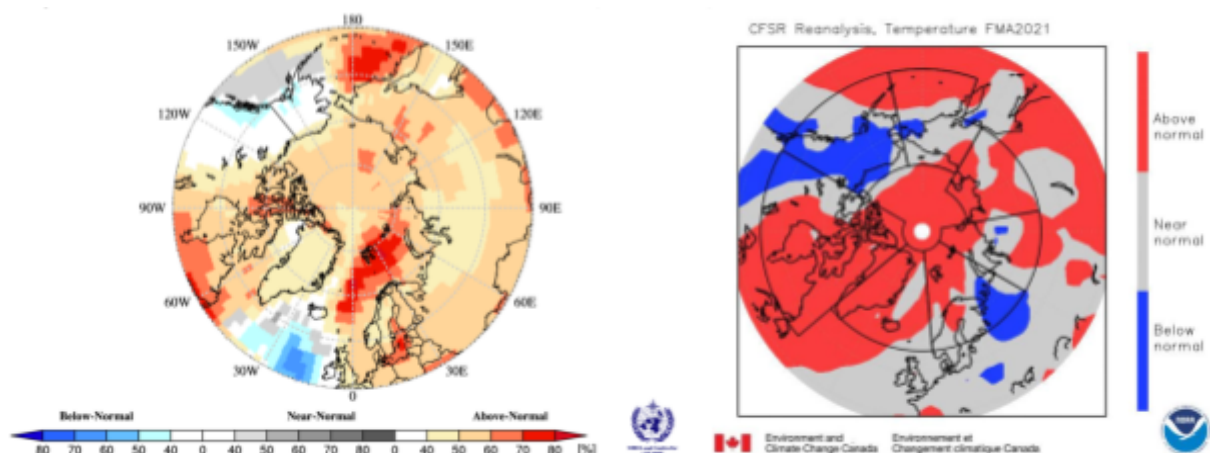 180
150W
150E
120W
120E
90W
90E
60W
60E
30W
30E
0
Below-Normal Near-Normal Above-Normal
80 70 60 50 40 0 40 50 60 70 80 0 40 50 60 70 80 [%]
CFSR Reanalysis, Temperature FMA2021
Above
normal
Near
normal
Below
normal
Environment and
Climate Change Canada
Environnement et
Changement climatique Canada